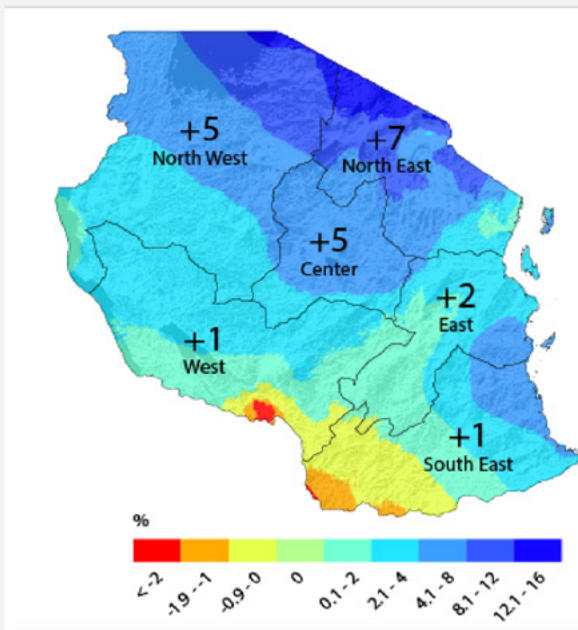 +5
North West
+7
North East
+5
Center
+2
East
+1
West
+1
South East
%
< -2
-1.9 - -1
-0.9 - 0
0
0.1 - 2
2.1 - 4
4.1 - 8
8.1 - 12
12.1 - 16